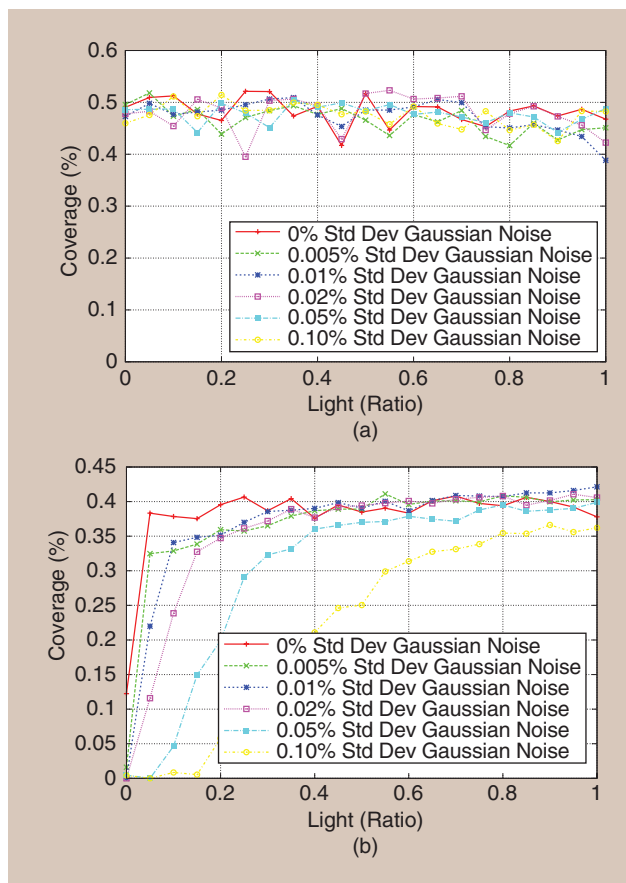 0.6
0.5
0.4
0.3
0.2
0.1
0
Coverage (%)
0% Std Dev Gaussian Noise
0.005% Std Dev Gaussian Noise
0.01% Std Dev Gaussian Noise
0.02% Std Dev Gaussian Noise
0.05% Std Dev Gaussian Noise
0.10% Std Dev Gaussian Noise
0 0.2 0.4 0.6 0.8 1
Light (Ratio)
(a)
0.45
0.4
0.35
0.3
0.25
0.2
0.15
0.1
0.05
0
Coverage (%)
0% Std Dev Gaussian Noise
0.005% Std Dev Gaussian Noise
0.01% Std Dev Gaussian Noise
0.02% Std Dev Gaussian Noise
0.05% Std Dev Gaussian Noise
0.10% Std Dev Gaussian Noise
0 0.2 0.4 0.6 0.8 1
Light (Ratio)
(b)